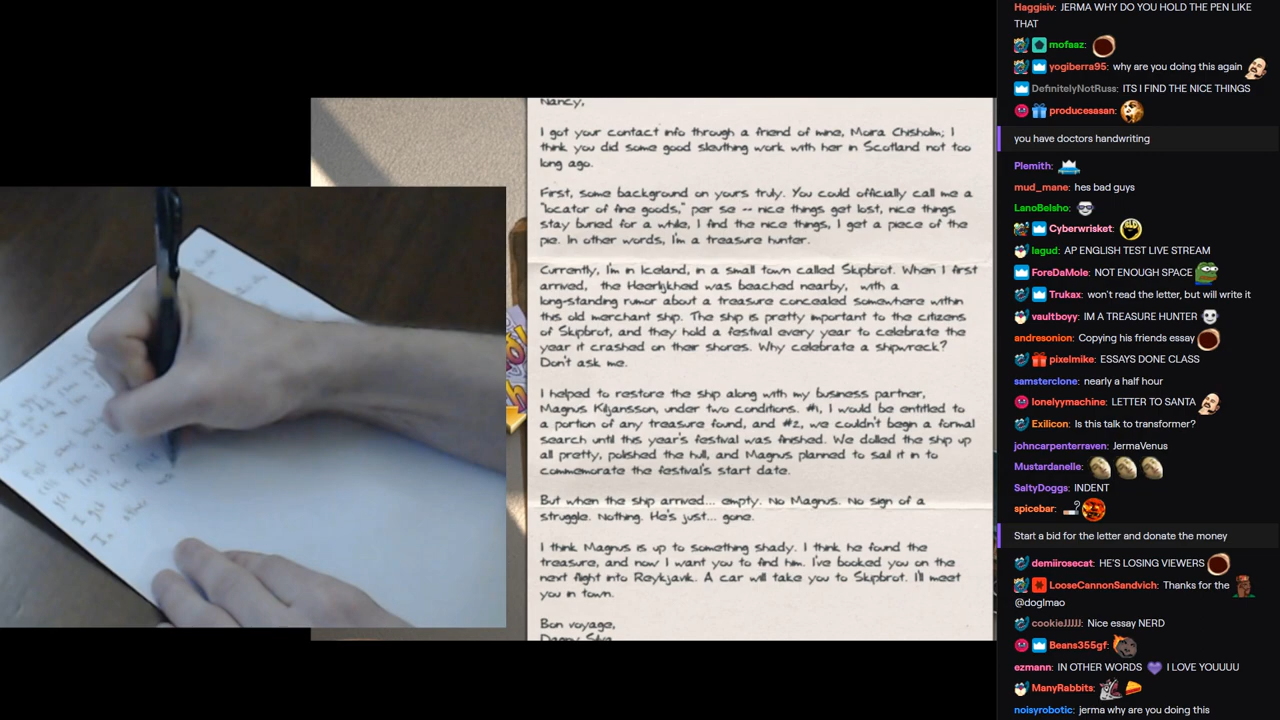 Nancy,
I got your contact info through a friend of mine, Moira Chisholm; I
think you did some good sleuthing work with her in Scotland not too
long ago.
First, some background on yours truly. You could officially call me a
"locator of fine goods," per se -- nice things get lost, nice things
stay buried for a while, I find the nice things, I get a piece of the
pie. In other words, I'm a treasure hunter.
Currently, I'm in Iceland, in a small town called Skipbrot. When I first
arrived, the Heerlijkheid was beached nearby, with a
long-standing rumor about a treasure concealed somewhere within
this old merchant ship. The ship is pretty important to the citizens
of Skipbrot, and they hold a festival every year to celebrate the
year it crashed on their shores. Why celebrate a shipwreck?
Don't ask me.
I helped to restore the ship along with my business partner,
Magnus Kiljansson, under two conditions. #1, I would be entitled to
a portion of any treasure found, and #2, we couldn't begin a formal
search until this year's festival was finished. We dolled the ship up
all pretty, polished the hull, and Magnus planned to sail it in to
commemorate the festival's start date.
But when the ship arrived... empty. No Magnus. No sign of a
struggle. Nothing. He's just... gone.
I think Magnus is up to something shady. I think he found the
treasure, and now I want you to find him. I've booked you on the
next flight into Reykjavik. A car will take you to Skipbrot. I'll meet
you in town.
Bon voyage,
Dagny Silva
Haggisiv: JERMA WHY DO YOU HOLD THE PEN LIKE
THAT
mofasz:
yogiberra95: why are you doing this again
DefinitelyNotRuss: ITS I FIND THE NICE THINGS
producesasan:
you have doctors handwriting
Plemith:
mud_mane: hes bad guys
LanoBelsho:
Cyberwrisket:
lagud: AP ENGLISH TEST LIVE STREAM
ForeDaMole: NOT ENOUGH SPACE
Trukax: won't read the letter, but will write it
vaultboyy: IM A TREASURE HUNTER
andresonion: Copying his friends essay
pixelmike: ESSAYS DONE CLASS
samsterclone: nearly a half hour
lonelyymachine: LETTER TO SANTA
Exilicon: Is this talk to transformer?
johncarpenterraven: JermaVenus
Mustardanelle:
SaltyDoggs: INDENT
spicebar:
Start a bid for the letter and donate the money
demiirosecat: HE'S LOSING VIEWERS
LooseCannonSandvich: Thanks for the
@doglmao
cookieJJJJJ: Nice essay NERD
Beans355gf:
ezmann: IN OTHER WORDS I LOVE YOUUUU
ManyRabbits:
noisyrobotic: jerma why are you doing this